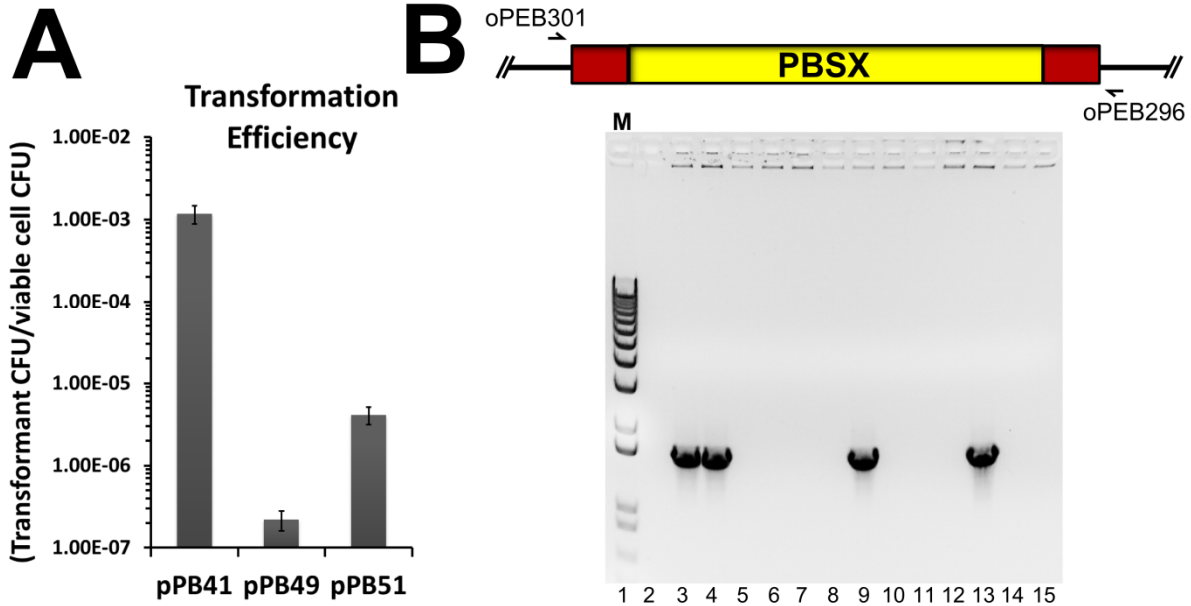 A
Transformation
Efficiency
(Transformant CFU/viable cell CFU)
1.00E-02
1.00E-03
1.00E-04
1.00E-05
1.00E-06
1.00E-07
pPB41 pPB49 pPB51
B
oPEB301
PBSX
oPEB296
M
1 2 3 4 5 6 7 8 9 10 11 12 13 14 15